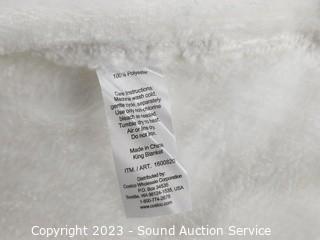 100% Polyester
Care Instructions:
Machine wash cold,
gentle cycle, separately
Use only non-chlorine
bleach as needed.
Tumble dry low heat.
Air or line dry.
Do not iron.
Made in China
King Blanket
ITM. / ART. 1600820
Distributed by:
Costco Wholesale Corporation
P.O. Box 34535
Seattle, WA 98124-1535, USA
1-800-774-2678
www.costco.com
Copyright 2023 - Sound Auction Service